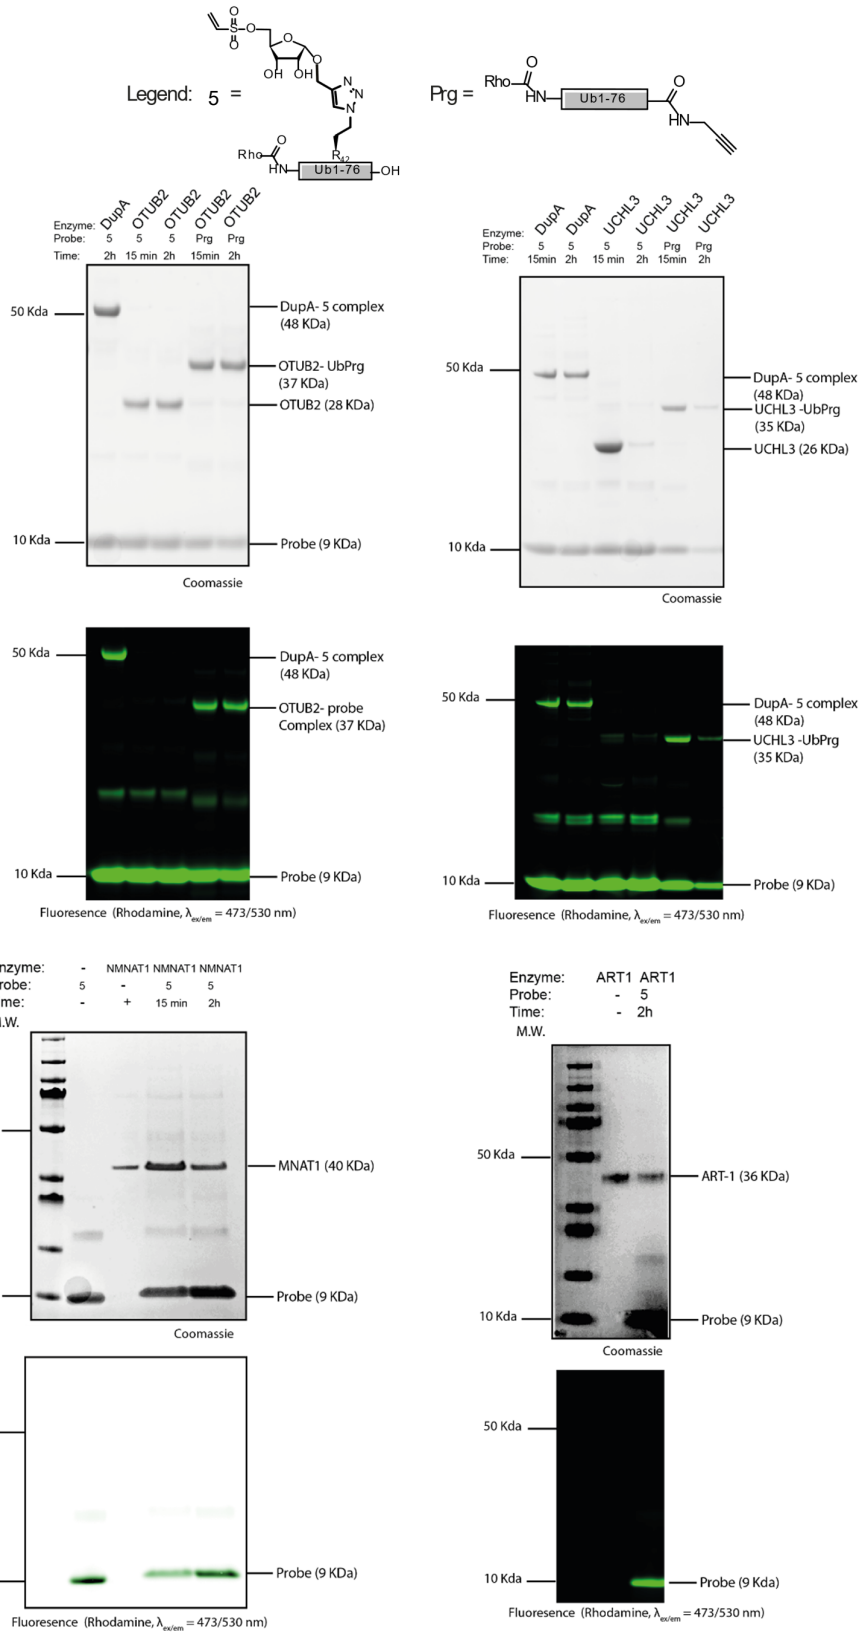 Legend: 5 =
O
S
O
O
O
OH
OH
O
N
N
N
R42
Rho
O
HN
Ub1-76
OH
Prg =
Rho
O
HN
Ub1-76
O
HN
Enzyme: DupA OTUB2 OTUB2 OTUB2 OTUB2
Probe: 5 5 5 Prg Prg
Time: 2h 15 min 2h 15min 2h
50 Kda
DupA- 5 complex
(48 KDa)
OTUB2- UbPrg
(37 KDa)
OTUB2 (28 KDa)
10 Kda
Probe (9 KDa)
Coomassie
Enzyme: DupA DupA UCHL3 UCHL3 UCHL3 UCHL3
Probe: 5 5 5 5 Prg Prg
Time: 15min 2h 15 min 2h 15min 2h
50 Kda
DupA- 5 complex
(48 KDa)
UCHL3 -UbPrg
(35 KDa)
UCHL3 (26 KDa)
10 Kda
Probe (9 KDa)
Coomassie
50 Kda
DupA- 5 complex
(48 KDa)
OTUB2- probe
Complex (37 KDa)
10 Kda
Probe (9 KDa)
Fluoresence (Rhodamine, λex/em = 473/530 nm)
50 Kda
DupA- 5 complex
(48 KDa)
UCHL3 -UbPrg
(35 KDa)
10 Kda
Probe (9 KDa)
Fluoresence (Rhodamine, λex/em = 473/530 nm)
nzyme: - NMNAT1 NMNAT1 NMNAT1
robe: 5 - 5 5
me: - + 15 min 2h
.W.
MNAT1 (40 KDa)
Probe (9 KDa)
Coomassie
Enzyme: ART1 ART1
Probe: - 5
Time: - 2h
M.W.
50 Kda
ART-1 (36 KDa)
10 Kda
Probe (9 KDa)
Coomassie
Probe (9 KDa)
Fluoresence (Rhodamine, λex/em = 473/530 nm)
50 Kda
10 Kda
Probe (9 Kda)
Fluoresence (Rhodamine, λex/em = 473/530 nm)